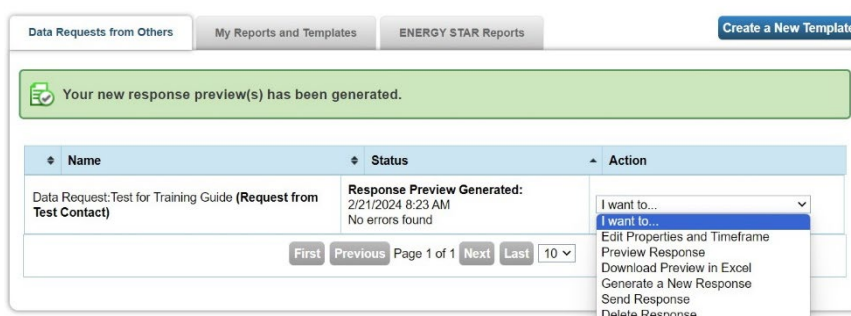 Data Requests from Others
My Reports and Templates
ENERGY STAR Reports
Create a New Template
Your new response preview(s) has been generated.
Name
Status
Action
Data Request:Test for Training Guide (Request from
Test Contact)
Response Preview Generated:
2/21/2024 8:23 AM
No errors found
I want to...
I want to...
Edit Properties and Timeframe
Preview Response
Download Preview in Excel
Generate a New Response
Send Response
Delete Response
First Previous Page 1 of 1 Next Last 10